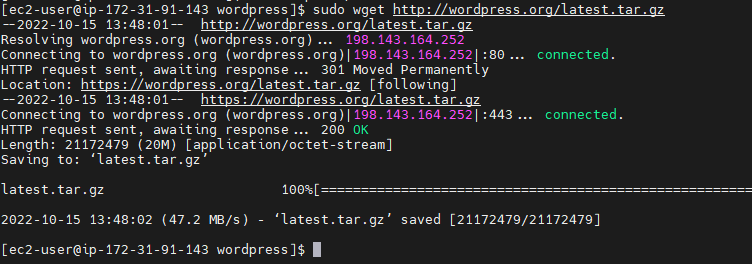 [ec2-user@ip-172-31-91-143 wordpress]$ sudo wget http://wordpress.org/latest.tar.gz
--2022-10-15 13:48:01-- http://wordpress.org/latest.tar.gz
Resolving wordpress.org (wordpress.org)... 198.143.164.252
Connecting to wordpress.org (wordpress.org)|198.143.164.252|:80... connected.
HTTP request sent, awaiting response... 301 Moved Permanently
Location: https://wordpress.org/latest.tar.gz [following]
--2022-10-15 13:48:01-- https://wordpress.org/latest.tar.gz
Connecting to wordpress.org (wordpress.org)|198.143.164.252|:443... connected.
HTTP request sent, awaiting response... 200 OK
Length: 21172479 (20M) [application/octet-stream]
Saving to: ‘latest.tar.gz’
latest.tar.gz 100%[======================================================
2022-10-15 13:48:02 (47.2 MB/s) - ‘latest.tar.gz’ saved [21172479/21172479]
[ec2-user@ip-172-31-91-143 wordpress]$